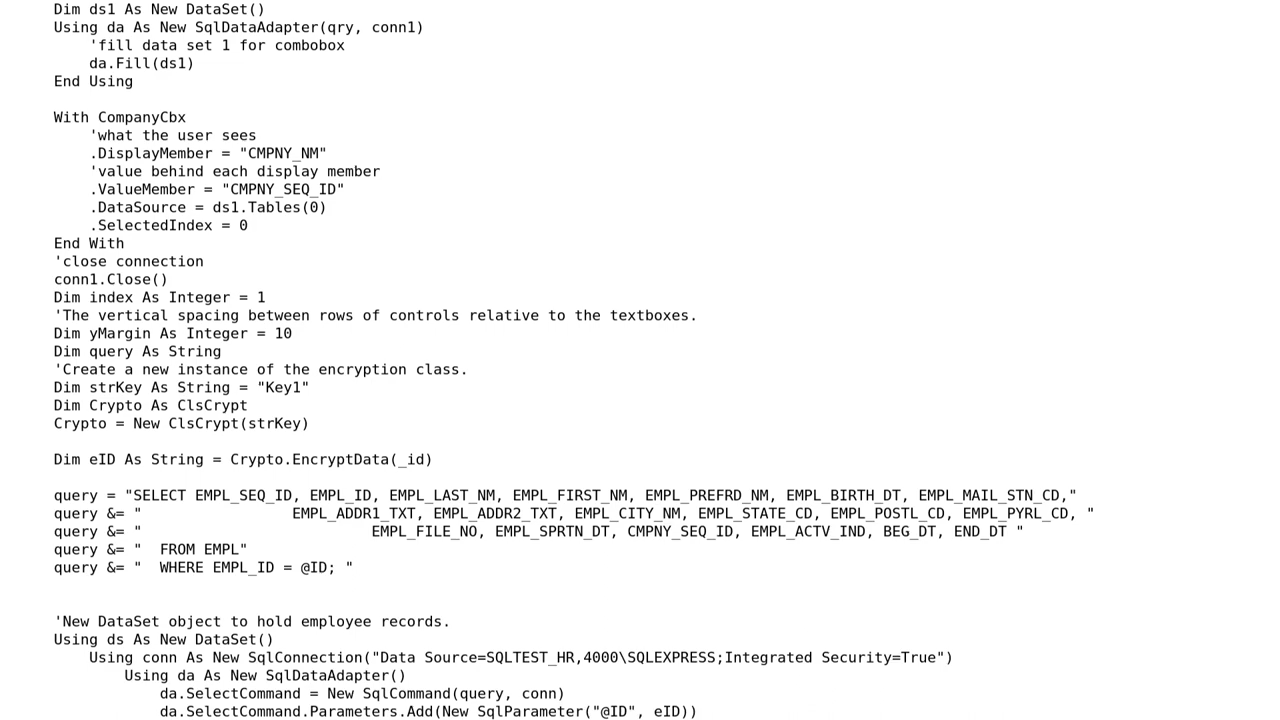 Dim ds1 As New DataSet()
Using da As New SqlDataAdapter(qry, conn1)
    'fill data set 1 for combobox
    da.Fill(ds1)
End Using

With CompanyCbx
    'what the user sees
    .DisplayMember = "CMPNY_NM"
    'value behind each display member
    .ValueMember = "CMPNY_SEQ_ID"
    .DataSource = ds1.Tables(0)
    .SelectedIndex = 0
End With
'close connection
conn1.Close()
Dim index As Integer = 1
'The vertical spacing between rows of controls relative to the textboxes.
Dim yMargin As Integer = 10
Dim query As String
'Create a new instance of the encryption class.
Dim strKey As String = "Key1"
Dim Crypto As ClsCrypt
Crypto = New ClsCrypt(strKey)

Dim eID As String = Crypto.EncryptData(_id)

query = "SELECT EMPL_SEQ_ID, EMPL_ID, EMPL_LAST_NM, EMPL_FIRST_NM, EMPL_PREFRD_NM, EMPL_BIRTH_DT, EMPL_MAIL_STN_CD,"
query &= "                 EMPL_ADDR1_TXT, EMPL_ADDR2_TXT, EMPL_CITY_NM, EMPL_STATE_CD, EMPL_POSTL_CD, EMPL_PYRL_CD, "
query &= "                          EMPL_FILE_NO, EMPL_SPRTN_DT, CMPNY_SEQ_ID, EMPL_ACTV_IND, BEG_DT, END_DT "
query &= "  FROM EMPL"
query &= "  WHERE EMPL_ID = @ID; "


'New DataSet object to hold employee records.
Using ds As New DataSet()
    Using conn As New SqlConnection("Data Source=SQLTEST_HR,4000\SQLEXPRESS;Integrated Security=True")
        Using da As New SqlDataAdapter()
            da.SelectCommand = New SqlCommand(query, conn)
            da.SelectCommand.Parameters.Add(New SqlParameter("@ID", eID))